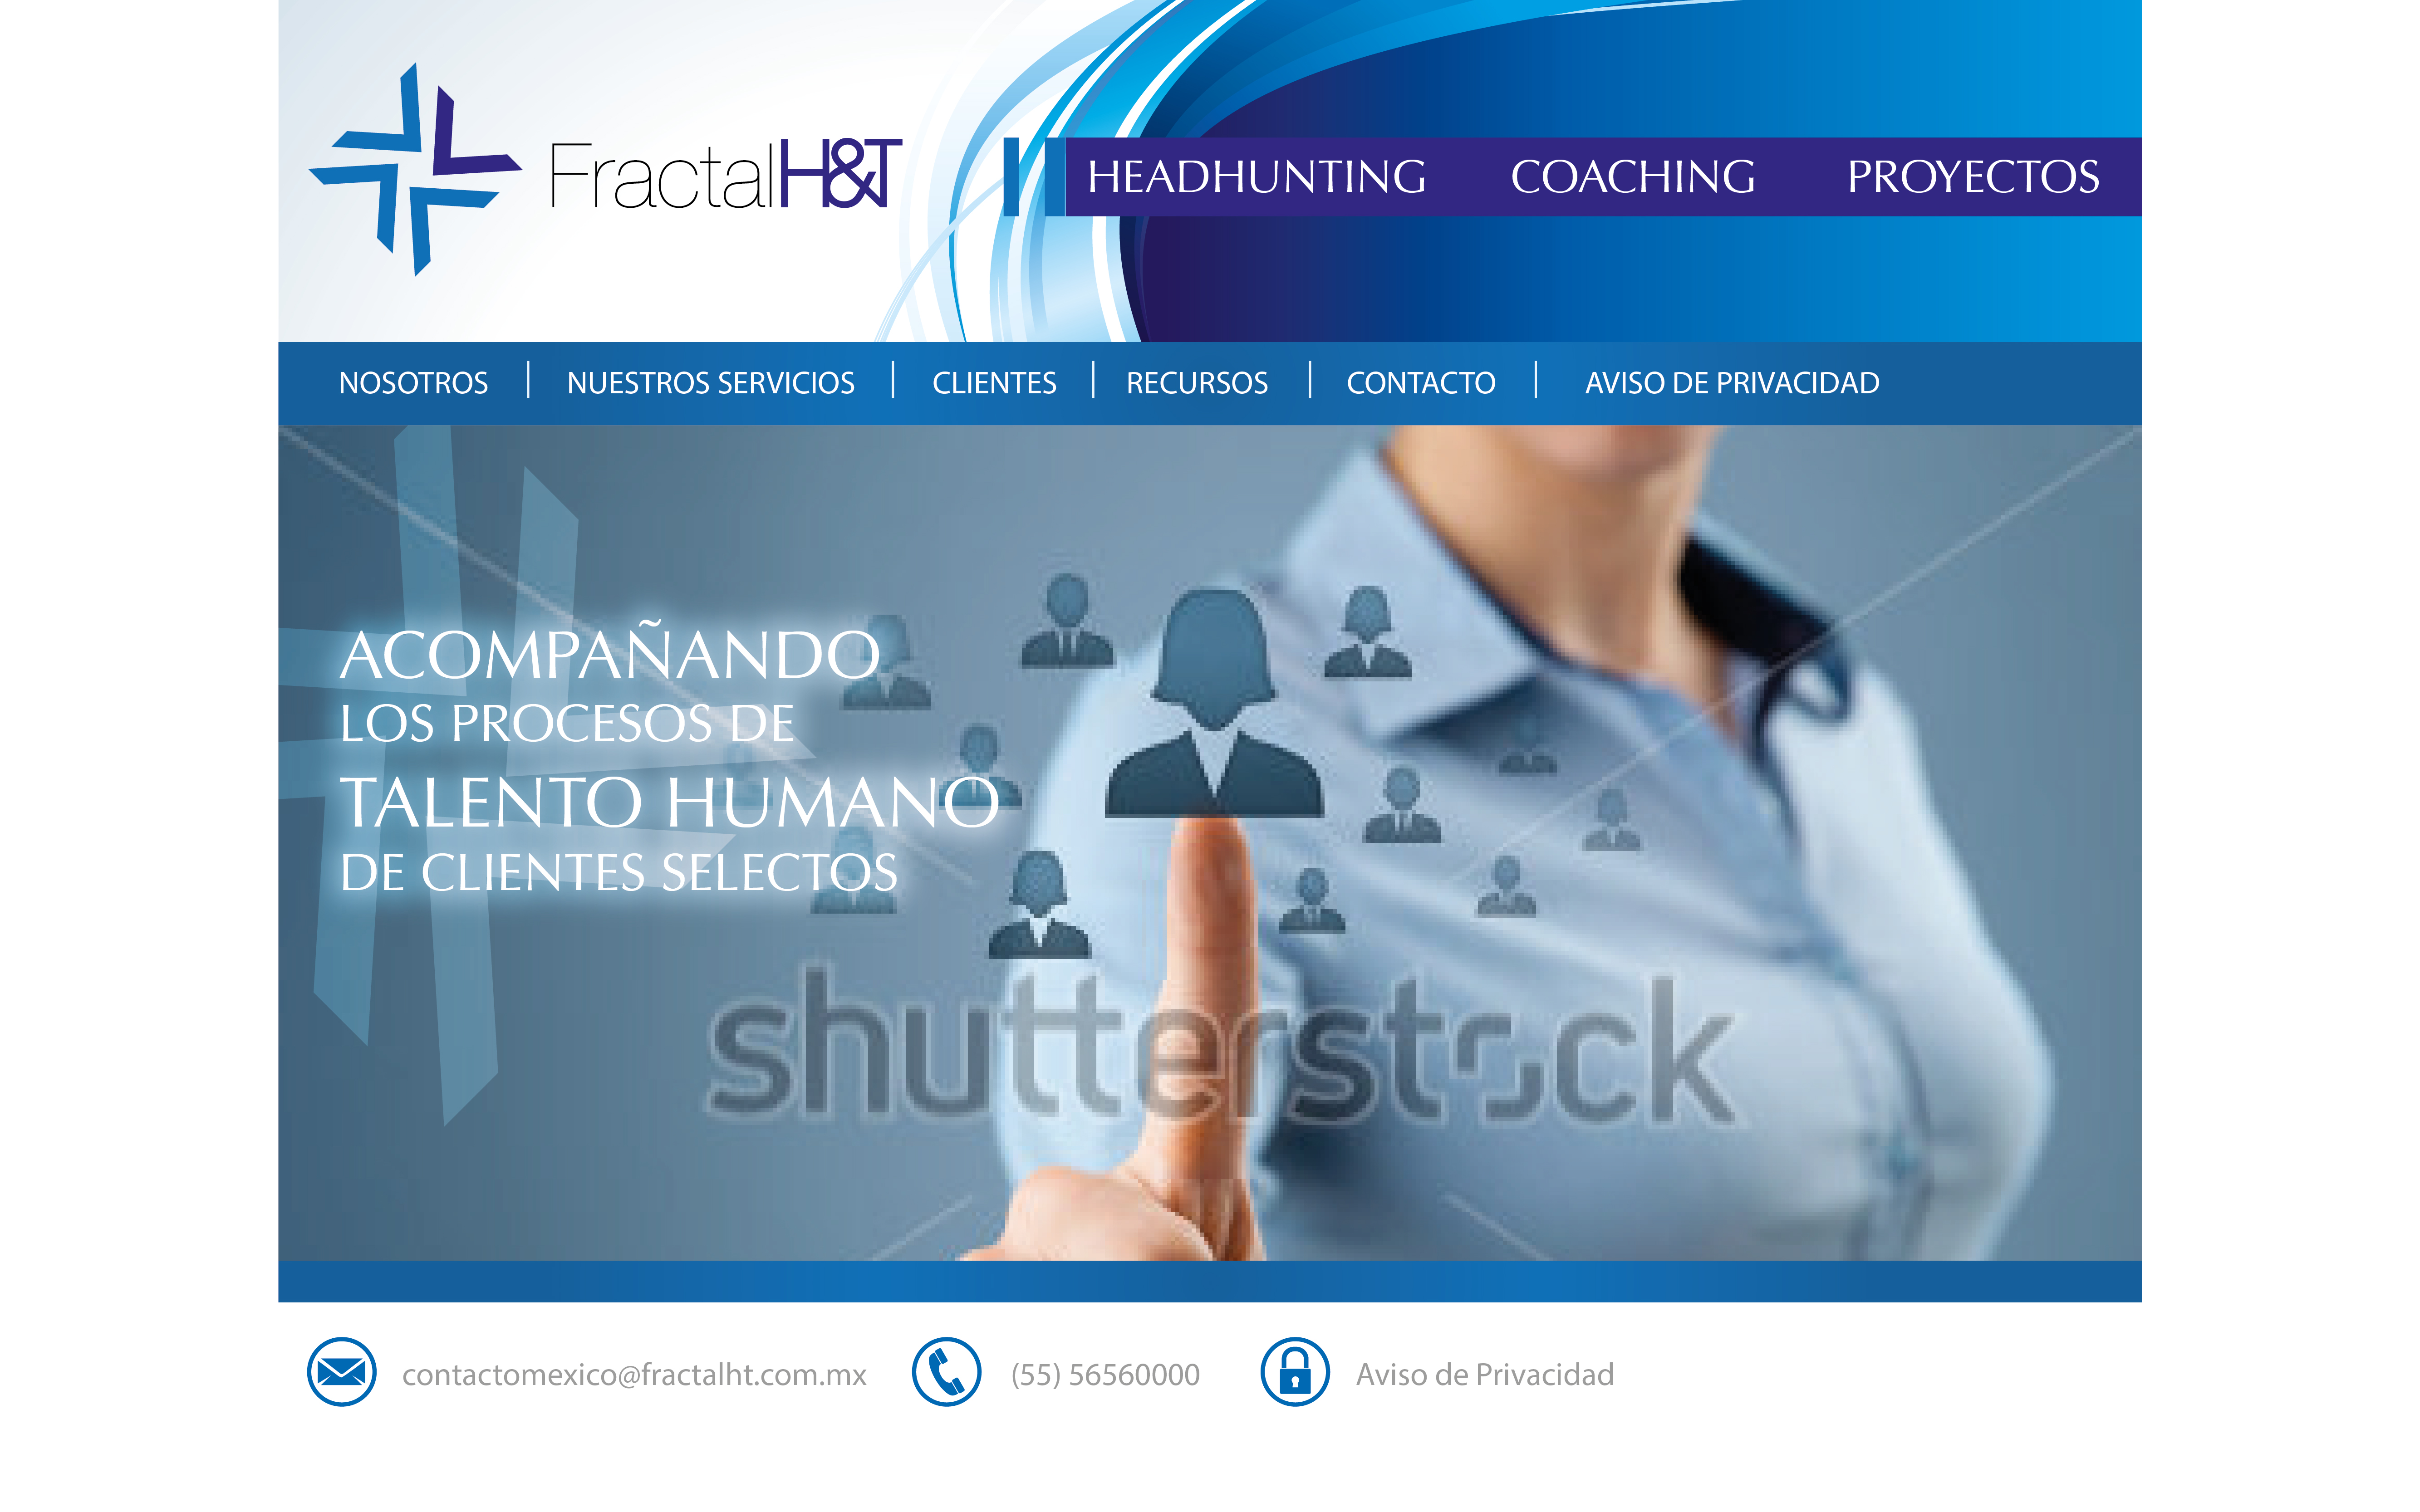 FractalH&T
HEADHUNTING COACHING PROYECTOS
NOSOTROS | NUESTROS SERVICIOS | CLIENTES | RECURSOS | CONTACTO | AVISO DE PRIVACIDAD
ACOMPAÑANDO
LOS PROCESOS DE
TALENTO HUMANO
DE CLIENTES SELECTOS
shutterstock
contactomexico@fractalht.com.mx (55) 56560000 Aviso de Privacidad